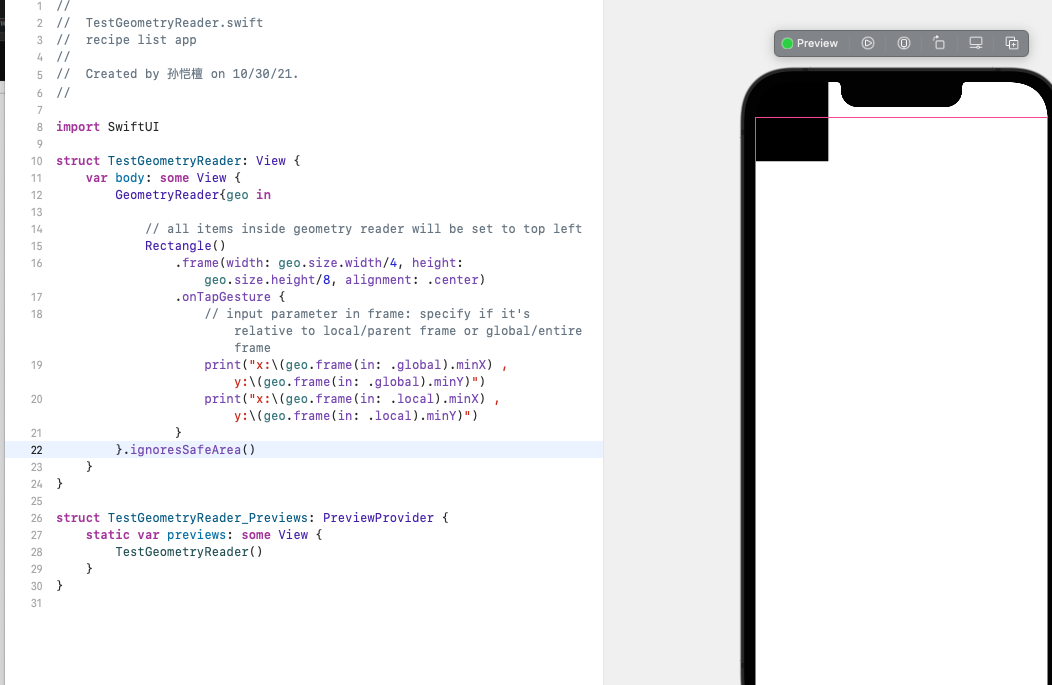 1 //
2 //  TestGeometryReader.swift
3 //  recipe list app
4 //
5 //  Created by 孙恺檀 on 10/30/21.
6 //
7
8 import SwiftUI
9
10 struct TestGeometryReader: View {
11     var body: some View {
12         GeometryReader{geo in
13
14             // all items inside geometry reader will be set to top left
15             Rectangle()
16                 .frame(width: geo.size.width/4, height:
                    geo.size.height/8, alignment: .center)
17                 .onTapGesture {
18                     // input parameter in frame: specify if it's
                        relative to local/parent frame or global/entire
                        frame
19                     print("x:\(geo.frame(in: .global).minX) ,
                        y:\(geo.frame(in: .global).minY)")
20                     print("x:\(geo.frame(in: .local).minX) ,
                        y:\(geo.frame(in: .local).minY)")
21                 }
22         }.ignoresSafeArea()
23     }
24 }
25
26 struct TestGeometryReader_Previews: PreviewProvider {
27     static var previews: some View {
28         TestGeometryReader()
29     }
30 }
31
Preview